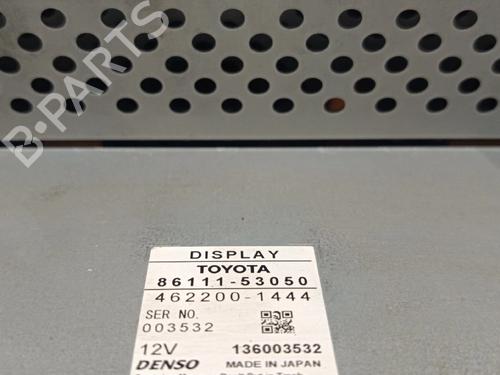 B-PARTS
DISPLAY
TOYOTA
86111-53050
462200-1444
SER NO.
003532
12V 136003532
DENSO MADE IN JAPAN